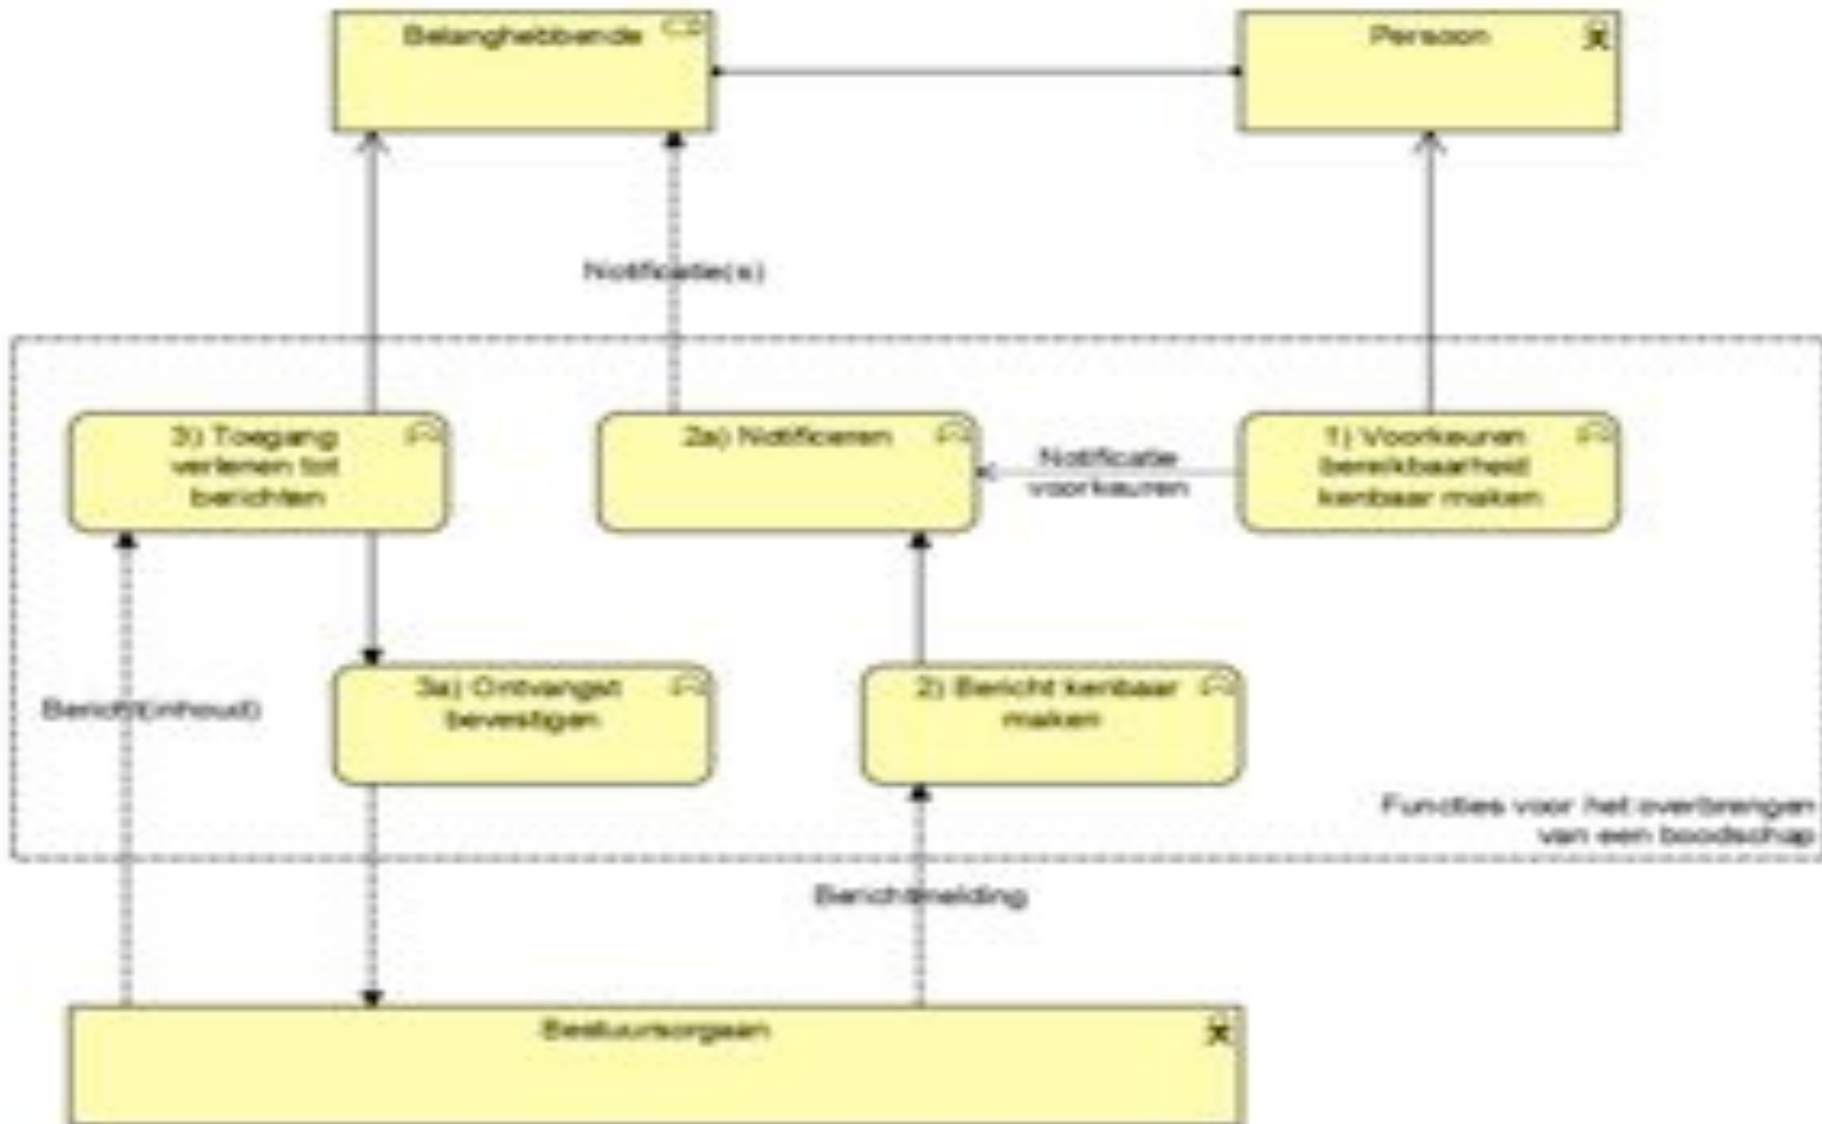 Belanghebbende
Persoon
Notificatie(s)
3) Toegang
verlenen tot
berichten
2a) Notificeren
Notificatie
voorkeuren
1) Voorkeuren
bereikbaarheid
kenbaar maken
Bericht(inhoud)
3a) Ontvangst
bevestigen
2) Bericht kenbaar
maken
Functies voor het overbrengen
van een boodschap
Berichtmelding
Bestuursorgaan